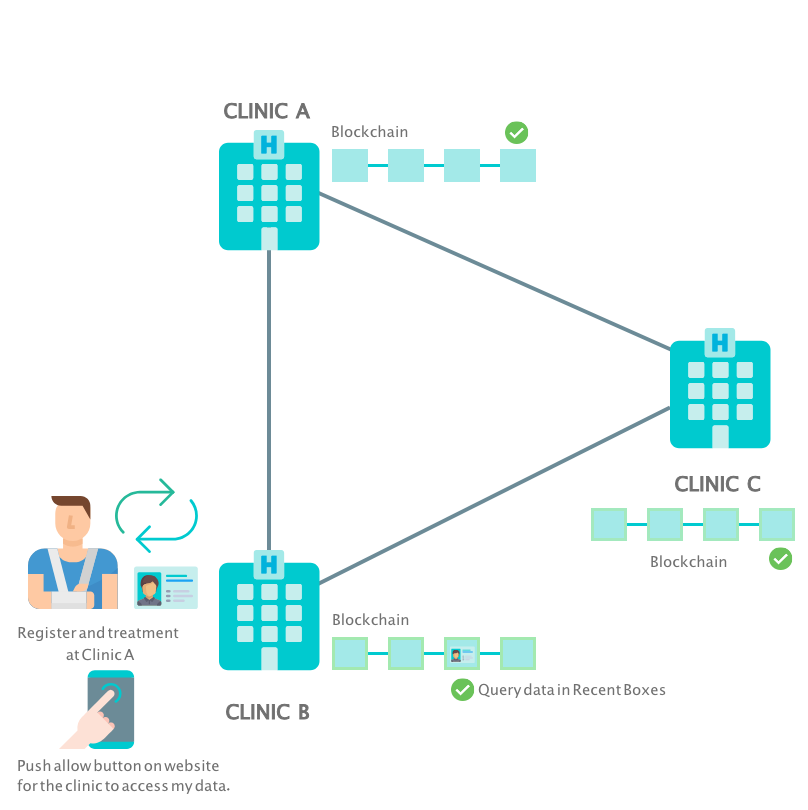 CLINIC A
Blockchain
H
H
CLINIC C
Blockchain
H
Blockchain
Register and treatment
at Clinic A
Query data in Recent Boxes
CLINIC B
Push allow button on website
for the clinic to access my data.